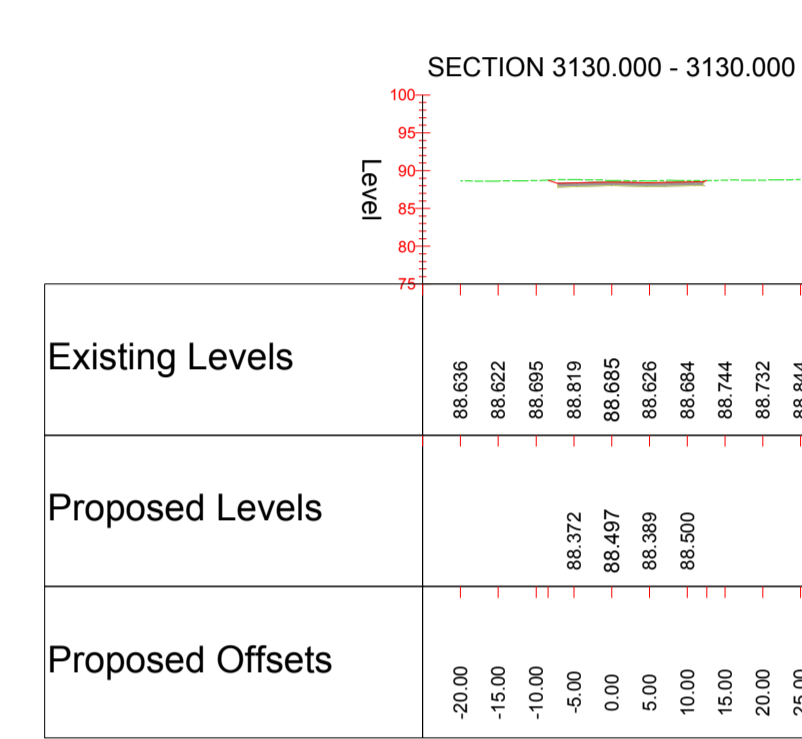 SECTION 3130.000 - 3130.000
100
95
90
85
80
75
Level
Existing Levels
88.636 88.622 88.695 88.819 88.685 88.626 88.684 88.744 88.732
Proposed Levels
88.372 88.497 88.389 88.500
Proposed Offsets
-20.00 -15.00 -10.00 -5.00 0.00 5.00 10.00 15.00 20.00